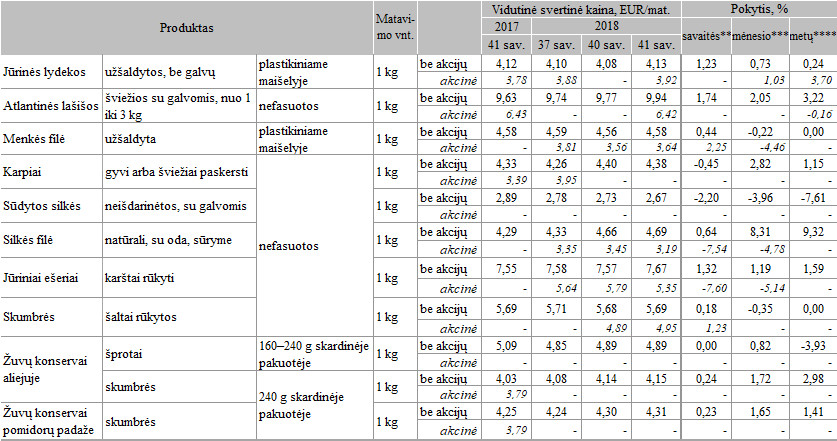 Produktas Matavimo vnt. Vidutinė svertinė kaina, EUR/mat. Pokytis, %
2017 2018 savaitės** mėnesio*** metų****
41 sav. 37 sav. 40 sav. 41 sav.
Jūrinės lydekos užšaldytos, be galvų plastikiniame maišelyje 1 kg be akcijų 4,12 4,10 4,08 4,13 1,23 0,73 0,24
akcinė 3,78 3,88 - 3,92 - 1,03 3,70
Atlantinės lašišos šviežios su galvomis, nuo 1 iki 3 kg nefasuotos 1 kg be akcijų 9,63 9,74 9,77 9,94 1,74 2,05 3,22
akcinė 6,43 - - 6,42 - - -0,16
Menkės filė užšaldyta plastikiniame maišelyje 1 kg be akcijų 4,58 4,59 4,56 4,58 0,44 -0,22 0,00
akcinė - 3,81 3,56 3,64 2,25 -4,46 -
Karpiai gyvi arba šviežiai paskersti nefasuotos 1 kg be akcijų 4,33 4,26 4,40 4,38 -0,45 2,82 1,15
akcinė 3,39 3,95 - - - - -
Sūdytos silkės neišdarinėtos, su galvomis 1 kg be akcijų 2,89 2,78 2,73 2,67 -2,20 -3,96 -7,61
akcinė - - - - - - -
Silkės filė natūrali, su oda, sūryme 1 kg be akcijų 4,29 4,33 4,66 4,69 0,64 8,31 9,32
akcinė - 3,35 3,45 3,19 -7,54 -4,78 -
Jūriniai ešeriai karštai rūkyti 1 kg be akcijų 7,55 7,58 7,57 7,67 1,32 1,19 1,59
akcinė - 5,64 5,79 5,35 -7,60 -5,14 -
Skumbrės šaltai rūkytos 1 kg be akcijų 5,69 5,71 5,68 5,69 0,18 -0,35 0,00
akcinė - - 4,89 4,95 1,23 - -
Žuvų konservai aliejuje šprotai 160–240 g skardinėje pakuotėje 1 kg be akcijų 5,09 4,85 4,89 4,89 0,00 0,82 -3,93
akcinė - - - - - - -
skumbrės 240 g skardinėje pakuotėje 1 kg be akcijų 4,03 4,08 4,14 4,15 0,24 1,72 2,98
akcinė 3,79 - - - - - -
Žuvų konservai pomidorų padaže skumbrės 1 kg be akcijų 4,25 4,24 4,30 4,31 0,23 1,65 1,41
akcinė 3,79 - - - - - -